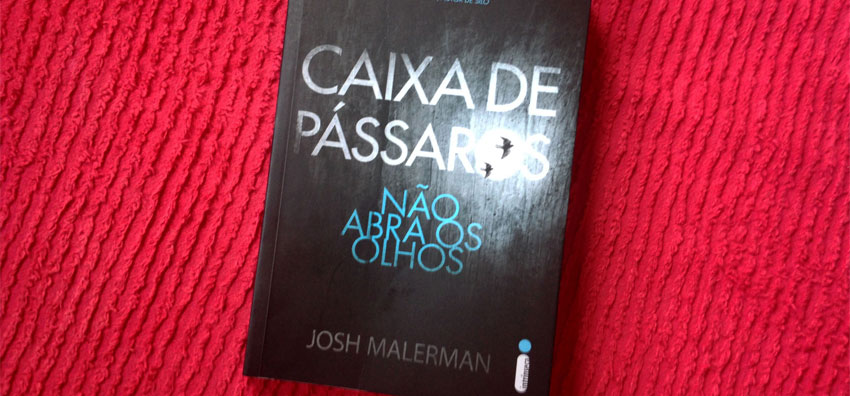 CAIXA DE
PÁSSAROS
NÃO
ABRA OS
OLHOS
JOSH MALERMAN